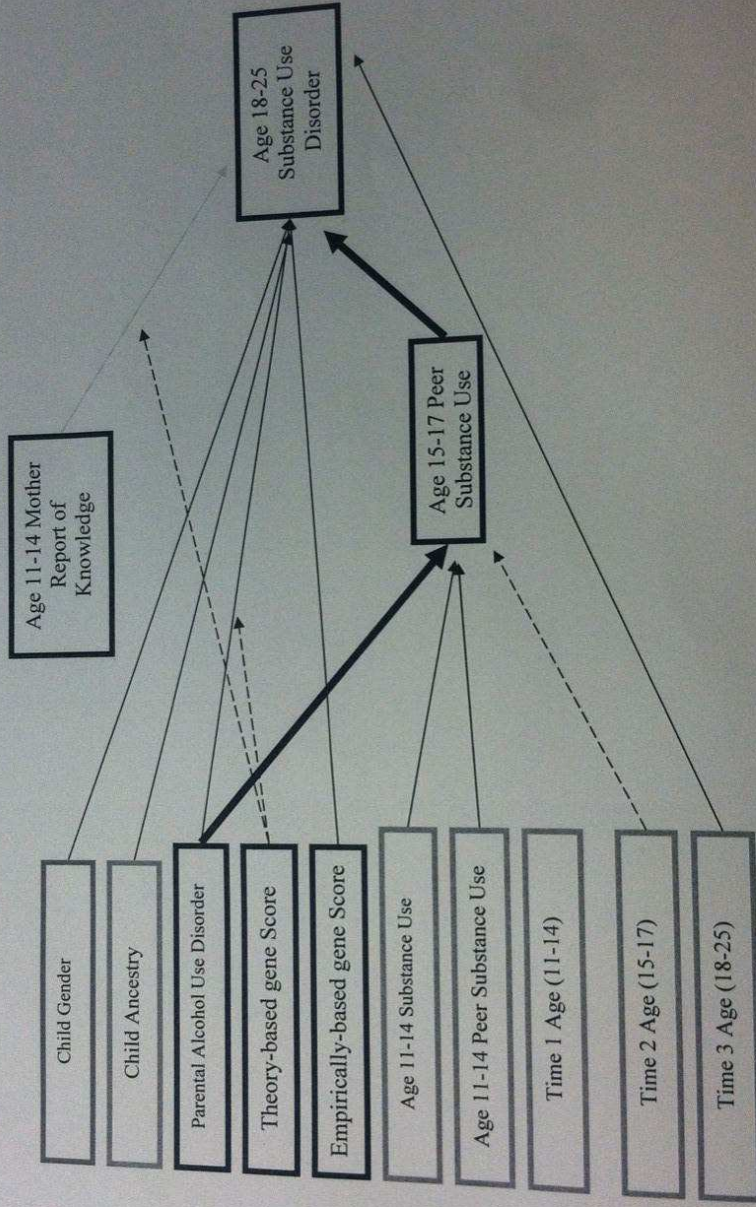 Child Gender
Child Ancestry
Parental Alcohol Use Disorder
Theory-based gene Score
Empirically-based gene Score
Age 11-14 Substance Use
Age 11-14 Peer Substance Use
Time 1 Age (11-14)
Time 2 Age (15-17)
Time 3 Age (18-25)
Age 11-14 Mother
Report of
Knowledge
Age 15-17 Peer
Substance Use
Age 18-25
Substance Use
Disorder